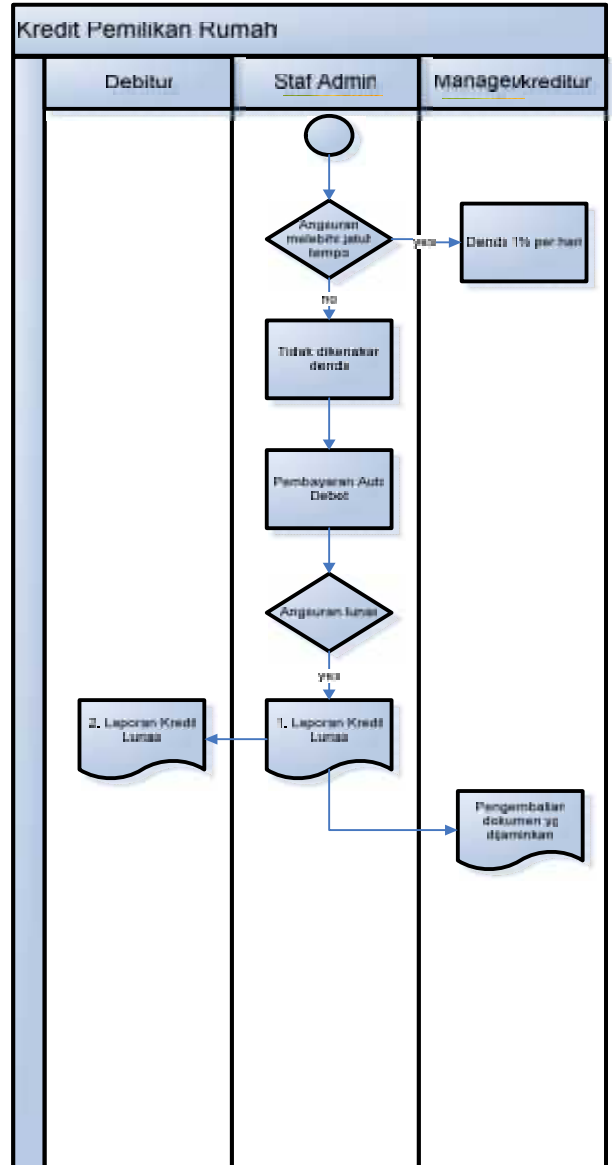 Kredit Pemilikan Rumah
Debitur
Staf Admin
Manager/kreditur
Angsuran
melebihi jatuh
tempo
yes
Denda 1% per hari
no
Tidak dikenakan
denda
Pembayaran Auto
Debet
Angsuran lunas
yes
2. Laporan Kredit
Lunas
1. Laporan Kredit
Lunas
Pengembalian
dokumen yg
dijaminkan